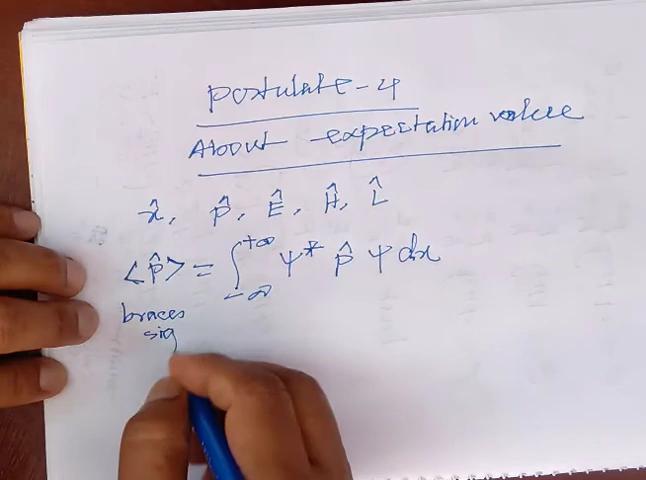 Postulate-4
About expectation value
x̂, p̂, Ê, Ĥ, L̂
<p̂> = ∫_{-∞}^{+∞} ψ* p̂ ψ dx
braces
sig